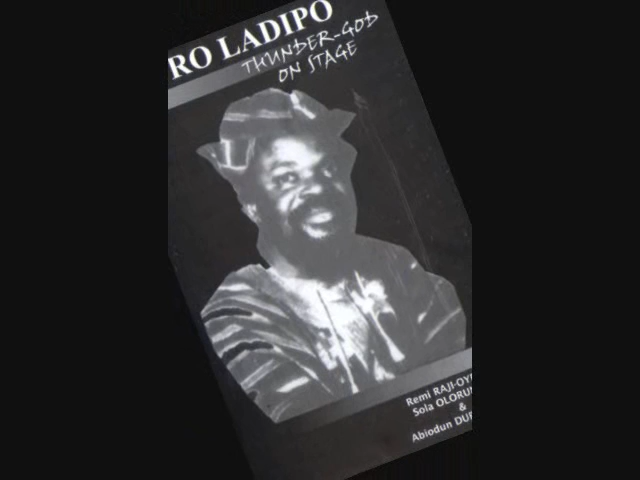 RO LADIPO
THUNDER-GOD
ON STAGE
Remi RAJI-OY
Sola OLORU
&
Abiodun DU